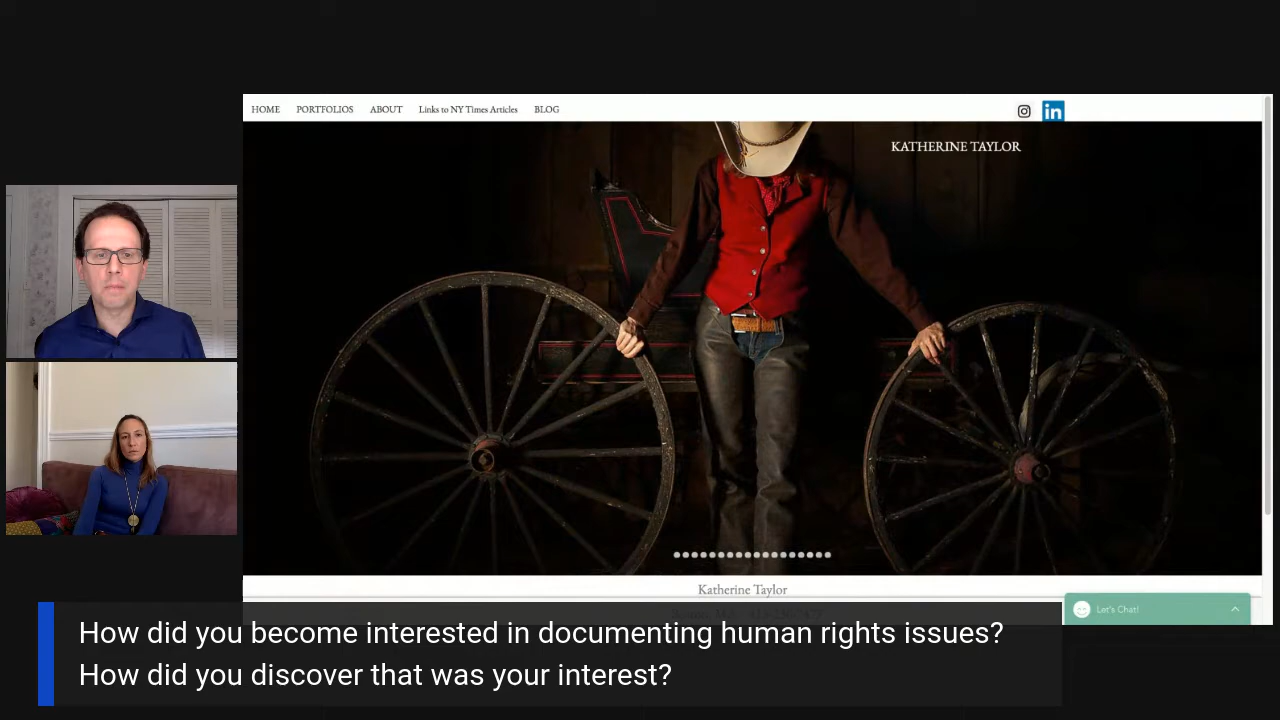 HOME PORTFOLIOS ABOUT Links to NY Times Articles BLOG
in
KATHERINE TAYLOR
Katherine Taylor
Let's Chat!
How did you become interested in documenting human rights issues?
How did you discover that was your interest?